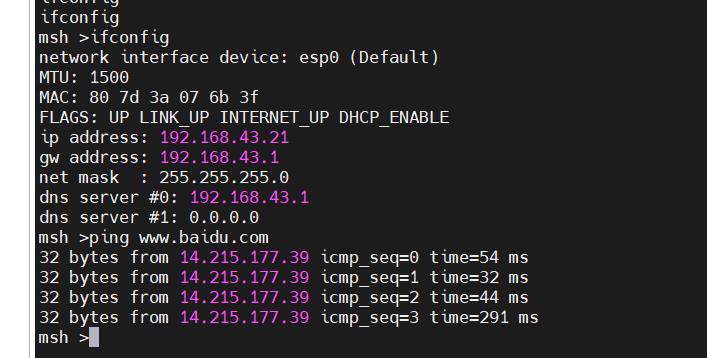 ifconfig
ifconfig
msh >ifconfig
network interface device: esp0 (Default)
MTU: 1500
MAC: 80 7d 3a 07 6b 3f
FLAGS: UP LINK_UP INTERNET_UP DHCP_ENABLE
ip address: 192.168.43.21
gw address: 192.168.43.1
net mask  : 255.255.255.0
dns server #0: 192.168.43.1
dns server #1: 0.0.0.0
msh >ping www.baidu.com
32 bytes from 14.215.177.39 icmp_seq=0 time=54 ms
32 bytes from 14.215.177.39 icmp_seq=1 time=32 ms
32 bytes from 14.215.177.39 icmp_seq=2 time=44 ms
32 bytes from 14.215.177.39 icmp_seq=3 time=291 ms
msh >